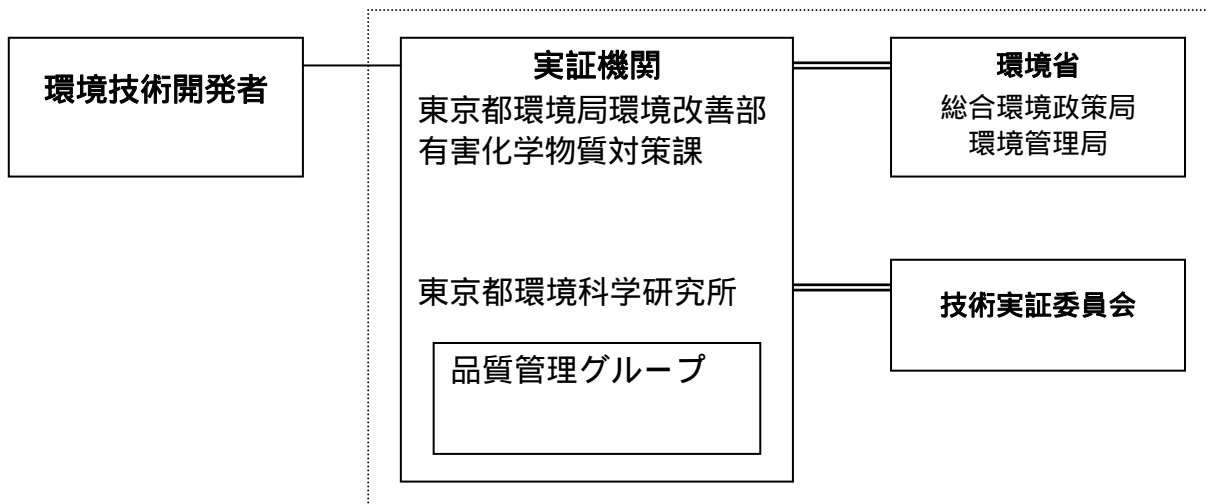 環境技術開発者
実証機関
東京都環境局環境改善部
有害化学物質対策課
東京都環境科学研究所
品質管理グループ
環境省
総合環境政策局
環境管理局
技術実証委員会